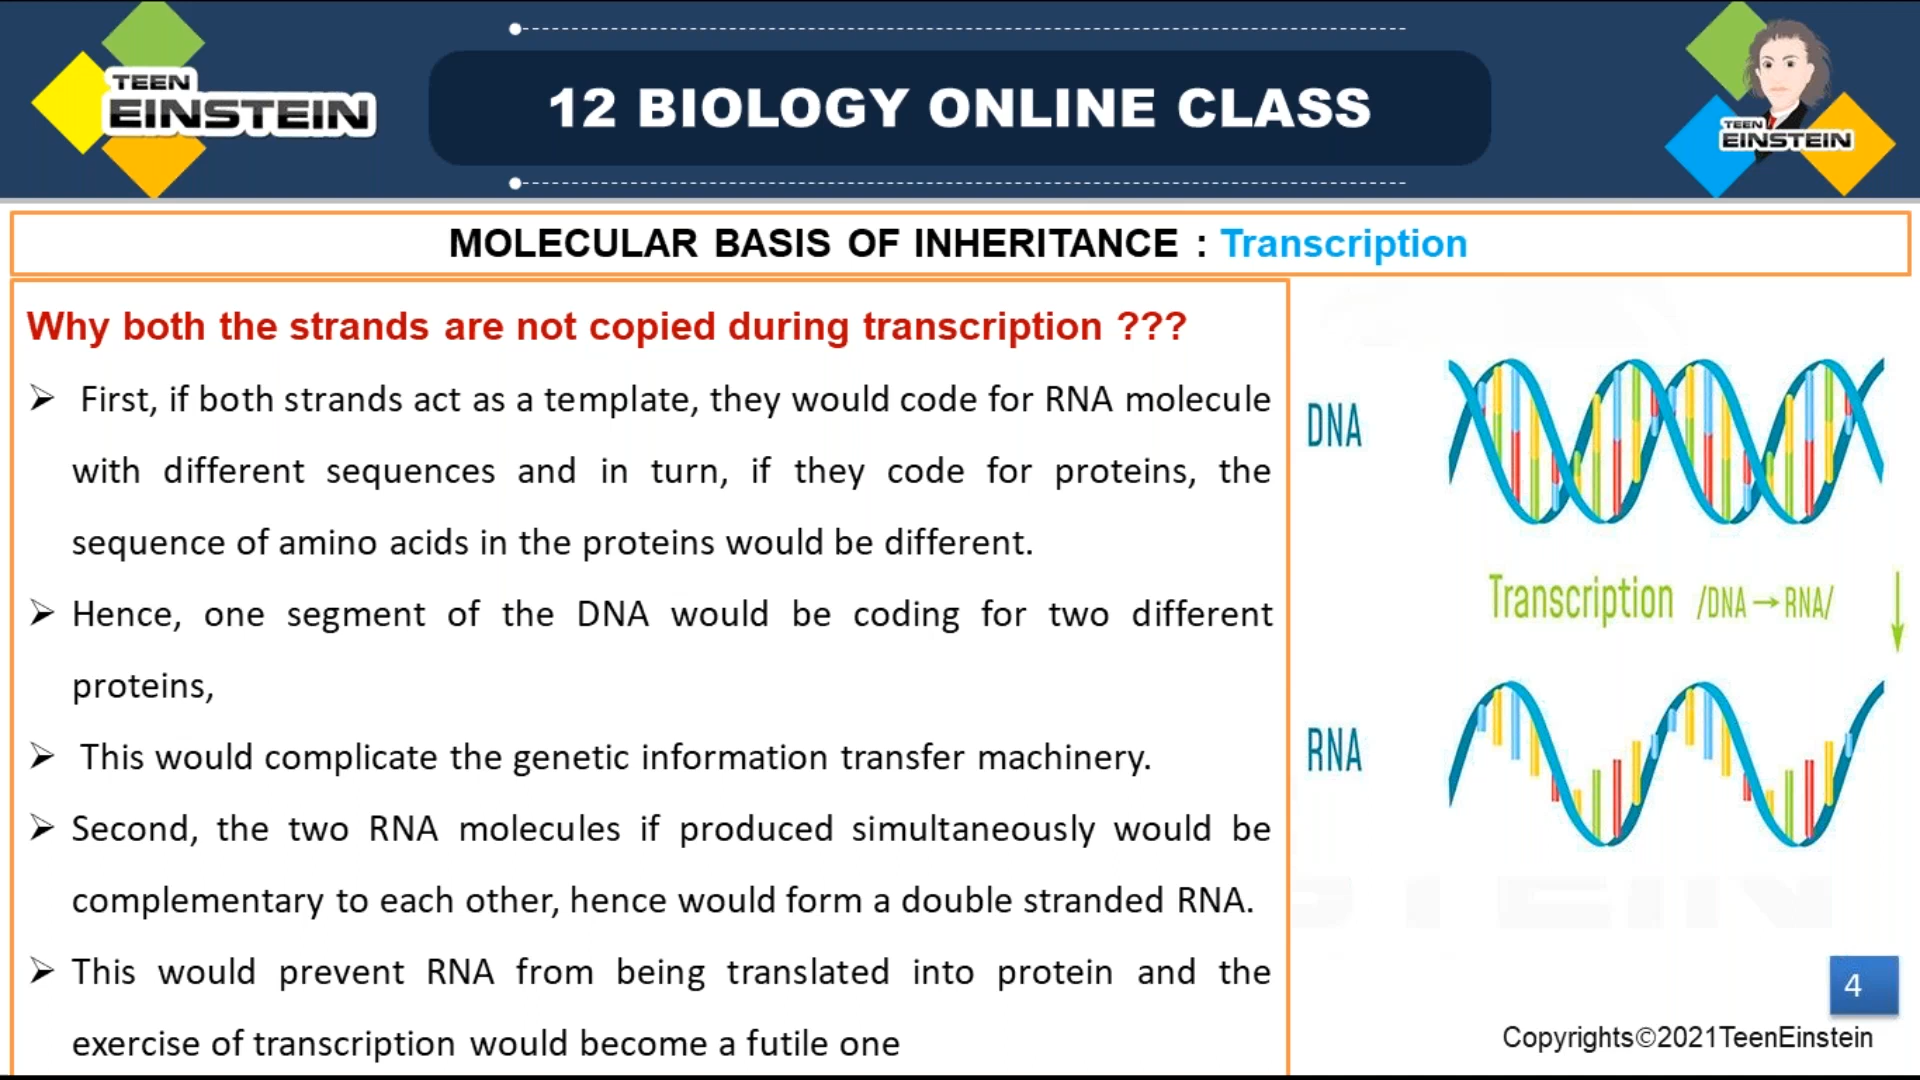 TEEN
EINSTEIN
12 BIOLOGY ONLINE CLASS
TEEN
EINSTEIN
MOLECULAR BASIS OF INHERITANCE : Transcription
Why both the strands are not copied during transcription ???
➢ First, if both strands act as a template, they would code for RNA molecule
with different sequences and in turn, if they code for proteins, the
sequence of amino acids in the proteins would be different.
➢ Hence, one segment of the DNA would be coding for two different
proteins,
➢ This would complicate the genetic information transfer machinery.
➢ Second, the two RNA molecules if produced simultaneously would be
complementary to each other, hence would form a double stranded RNA.
➢ This would prevent RNA from being translated into protein and the
exercise of transcription would become a futile one
DNA
Transcription /DNA→RNA/
RNA
4
Copyrights©2021TeenEinstein